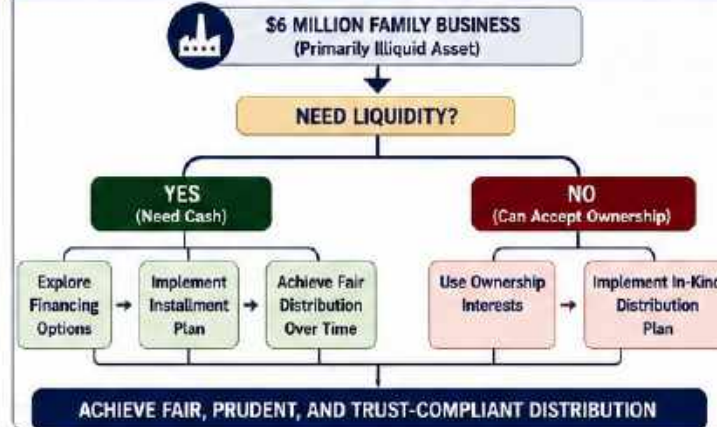 $6 MILLION FAMILY BUSINESS
(Primarily Illiquid Asset)
NEED LIQUIDITY?
YES
(Need Cash)
NO
(Can Accept Ownership)
Explore
Financing
Options
Implement
Installment
Plan
Achieve Fair
Distribution
Over Time
Use Ownership
Interests
Implement In-Kind
Distribution
Plan
ACHIEVE FAIR, PRUDENT, AND TRUST-COMPLIANT DISTRIBUTION